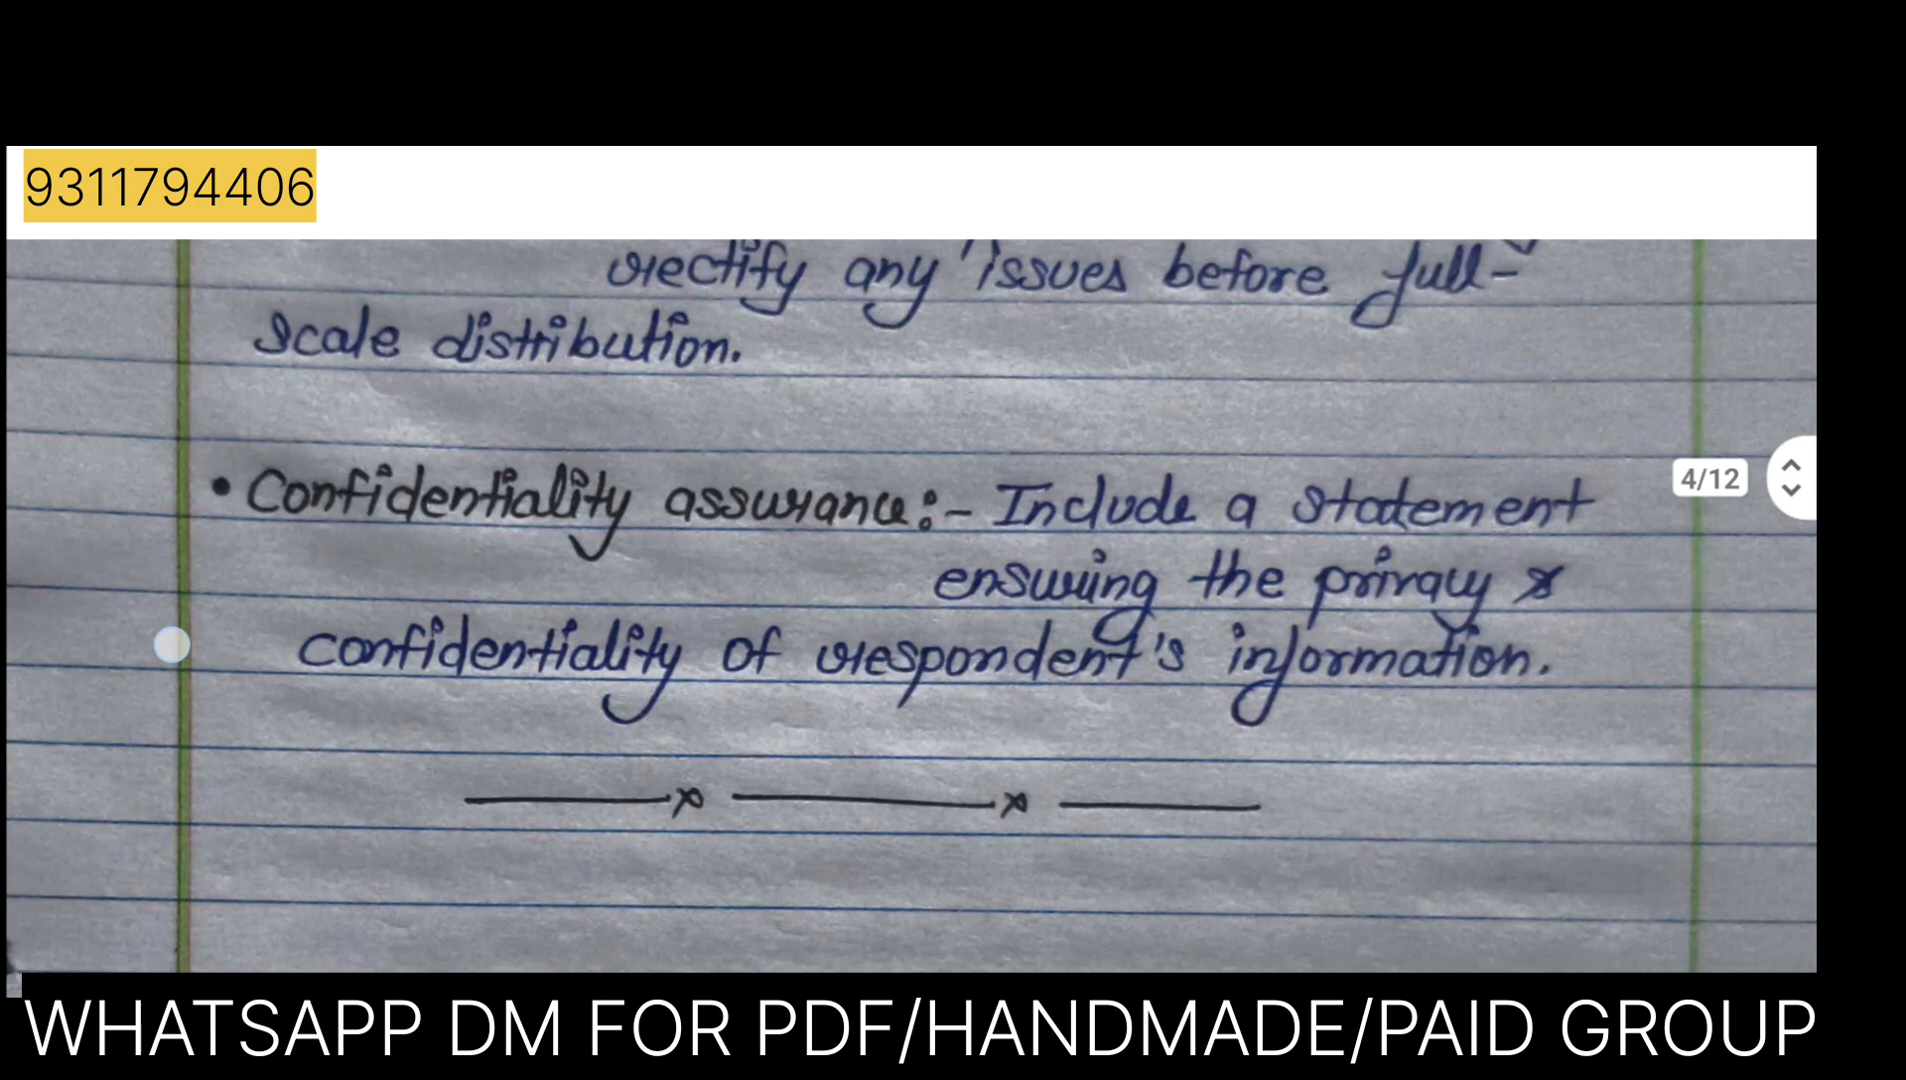 9311794406
rectify any issues before full-
scale distribution.
• Confidentiality assurance:- Include a statement
4/12
ensuring the privacy &
confidentiality of respondent's information.
WHATSAPP DM FOR PDF/HANDMADE/PAID GROUP